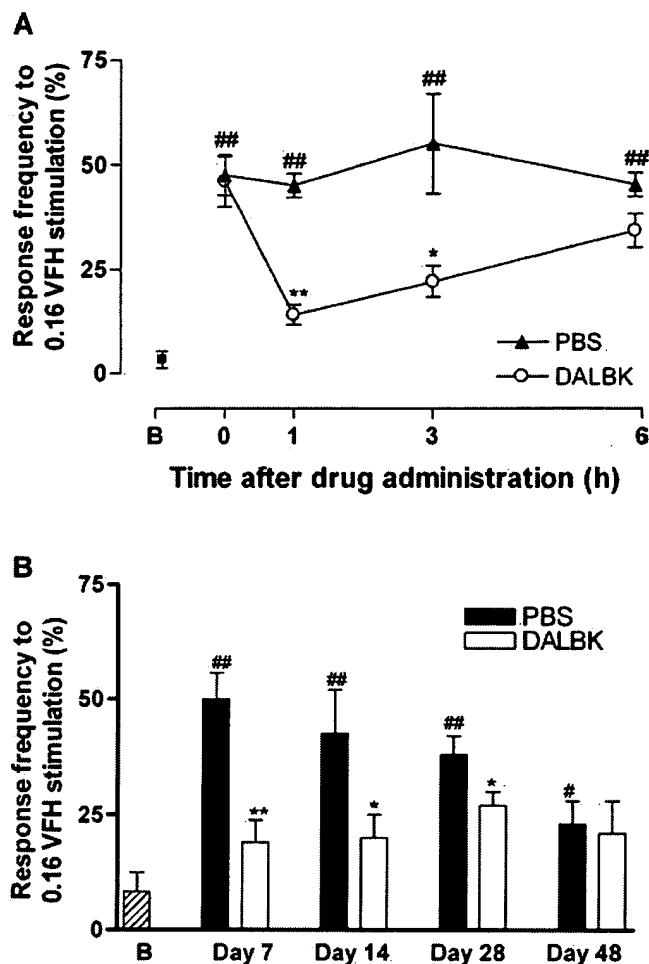 A
Response frequency to
0.16 VFH stimulation (%)
75
50
25
0
##
##
##
##
**
*
PBS
DALBK
B
0
1
3
6
Time after drug administration (h)
B
Response frequency to
0.16 VFH stimulation (%)
75
50
25
0
##
##
##
#
**
*
*
PBS
DALBK
B
Day 7
Day 14
Day 28
Day 48